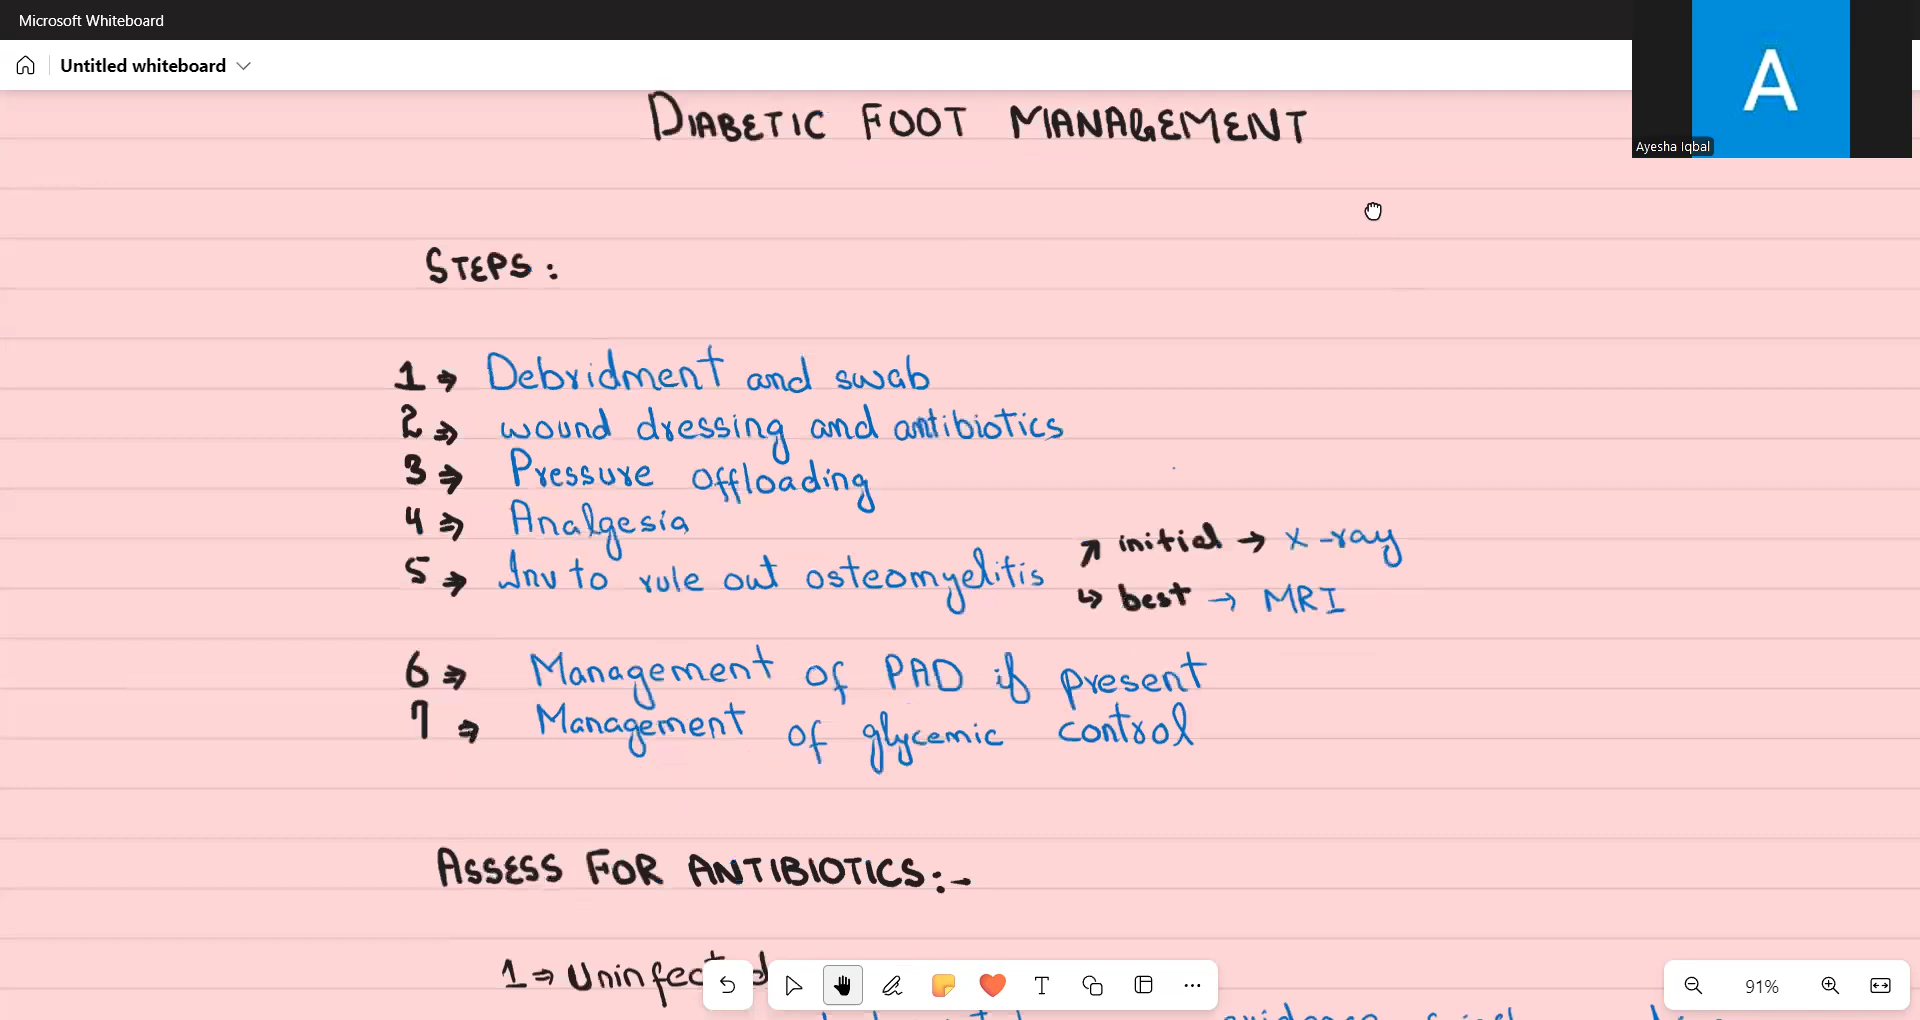 Microsoft Whiteboard
Untitled whiteboard
A
Ayesha Iqbal
DIABETIC FOOT MANAGEMENT
STEPS:
1 ⇒ Debridment and swab
2 ⇒ wound dressing and antibiotics
3 ⇒ Pressure offloading
4 ⇒ Analgesia
↗ initial → x-ray
5 ⇒ Inv to rule out osteomyelitis
↳ best → MRI
6 ⇒ Management of PAD if present
7 ⇒ Management of glycemic control
ASSESS FOR ANTIBIOTICS:-
1 ⇒ Uninfected
T
91%
evidence